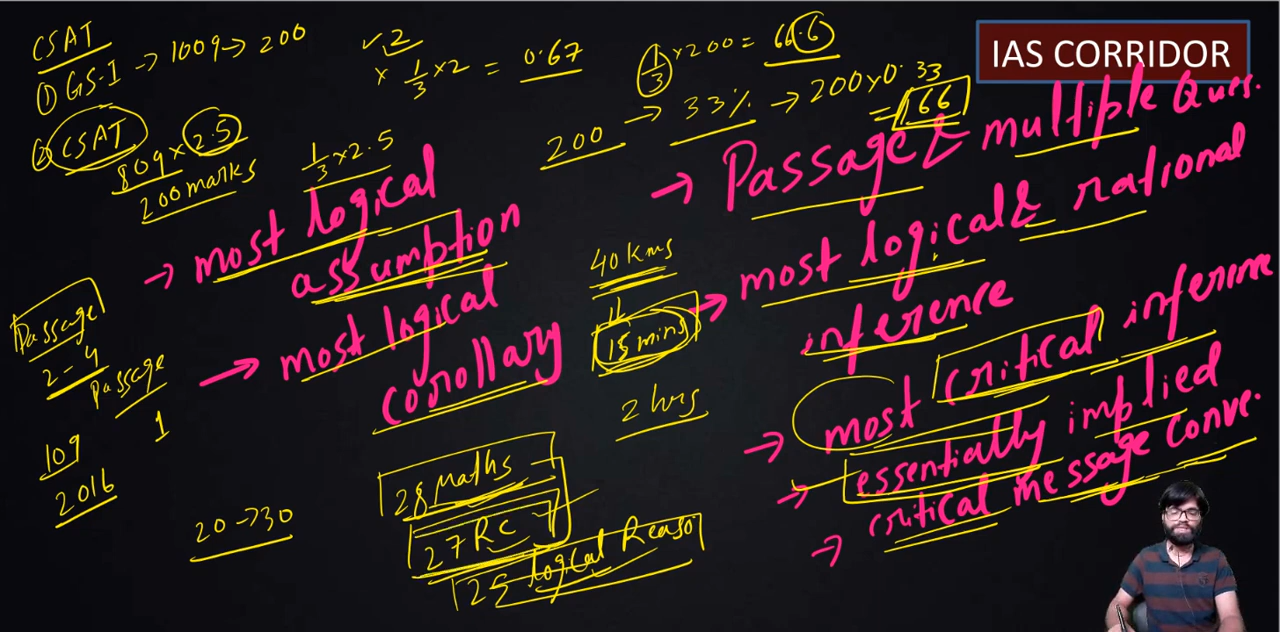 IAS CORRIDOR
CSAT
① GS-I → 100q → 200
✓ 2
× 1/3 × 2 = 0.67
1/3 × 200 = 66.6
② CSAT
80q × 2.5
200 marks
1/3 × 2.5
200 → 33% → 200 × 0.33
= 66
→ most logical
assumption
→ most logical
corollary
→ Passage & multiple Ques.
→ most logical & rational
inference
→ most critical inference
→ essentially implied
→ critical message conve.
40 kms
15 mins
2 hrs
Passage
2-4
Passage
1
10q
2016
20 → 30
28 maths
27 RC
25 logical Reaso